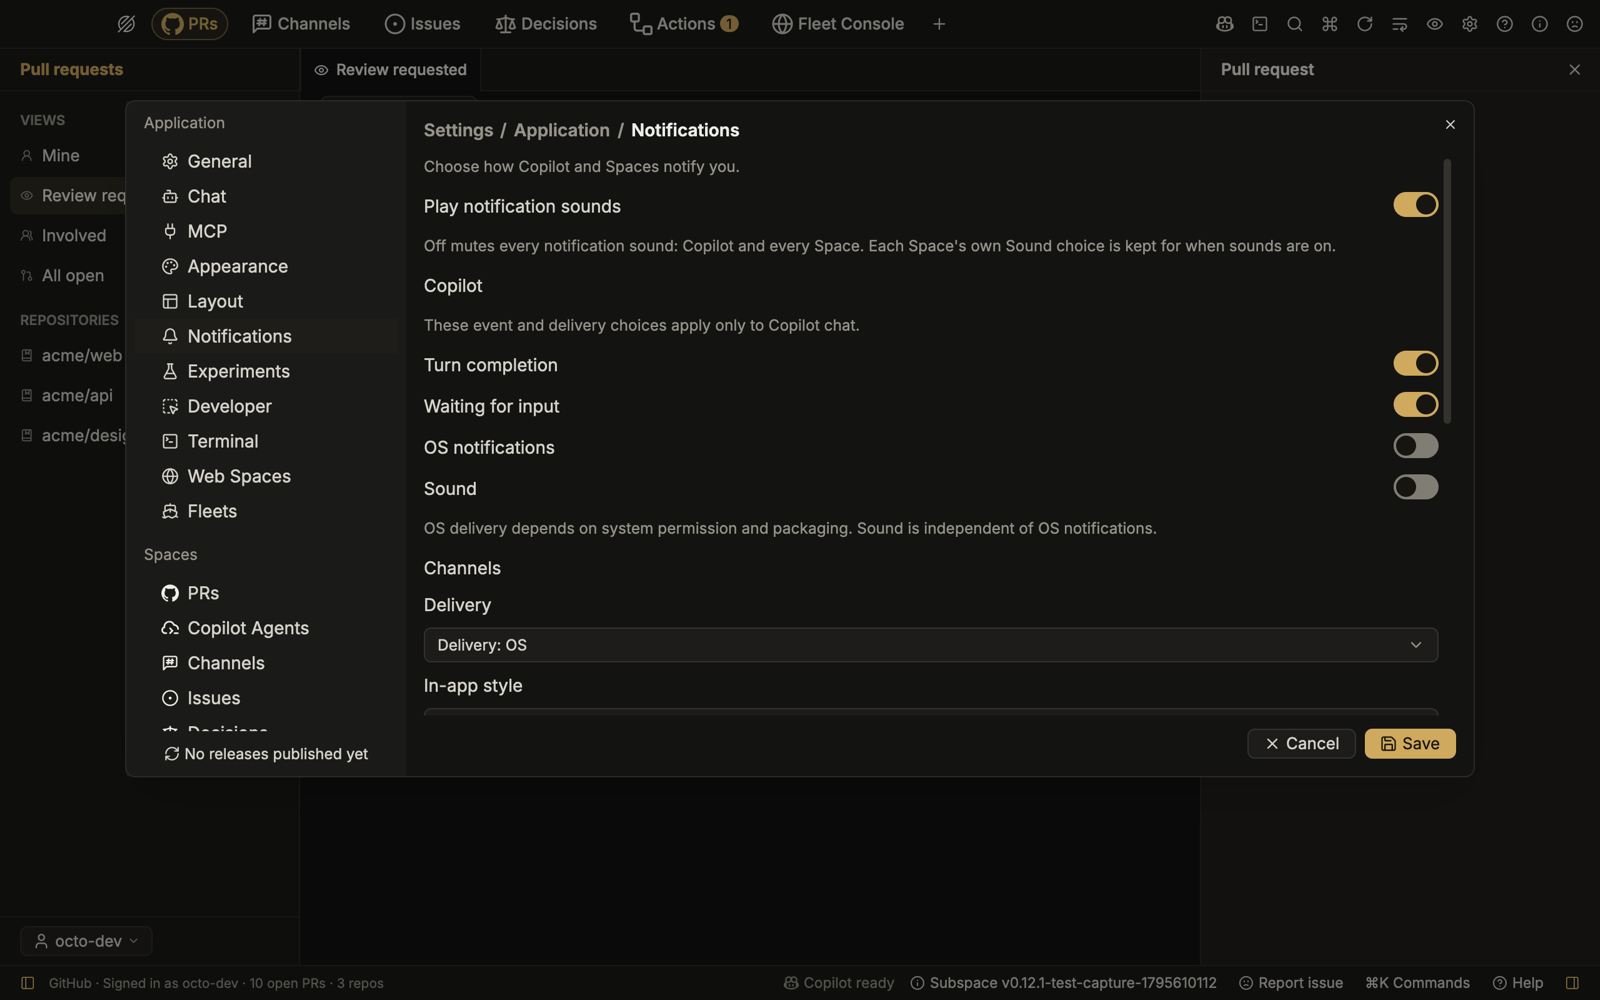 PRs
Channels
Issues
Decisions
Actions 1
Fleet Console
Pull requests
Review requested
Pull request
VIEWS
Mine
Review req
Involved
All open
REPOSITORIES
acme/web
acme/api
acme/desig
Application
General
Chat
MCP
Appearance
Layout
Notifications
Experiments
Developer
Terminal
Web Spaces
Fleets
Spaces
PRs
Copilot Agents
Channels
Issues
Decisions
No releases published yet
Settings / Application / Notifications
Choose how Copilot and Spaces notify you.
Play notification sounds
Off mutes every notification sound: Copilot and every Space. Each Space's own Sound choice is kept for when sounds are on.
Copilot
These event and delivery choices apply only to Copilot chat.
Turn completion
Waiting for input
OS notifications
Sound
OS delivery depends on system permission and packaging. Sound is independent of OS notifications.
Channels
Delivery
Delivery: OS
In-app style
Cancel
Save
octo-dev
GitHub · Signed in as octo-dev · 10 open PRs · 3 repos
Copilot ready
Subspace v0.12.1-test-capture-1795610112
Report issue
⌘K Commands
Help